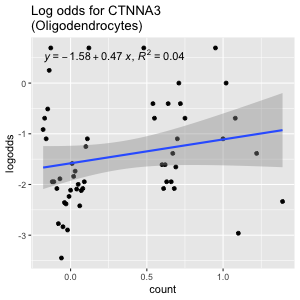 Log odds for CTNNA3
(Oligodendrocytes)
y = −1.58 + 0.47 x, R² = 0.04
0
-1
-2
-3
logodds
0.0 0.5 1.0
count